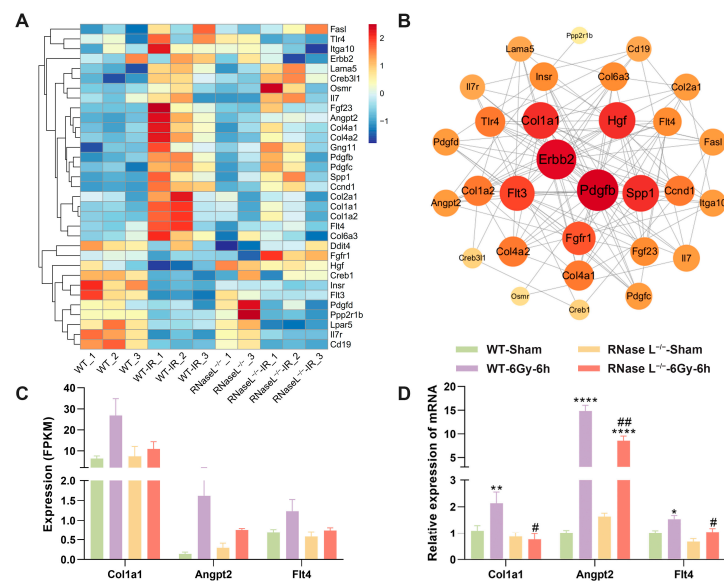 A
2
1
0
−1
Fasl
Tlr4
Itga10
Erbb2
Lama5
Creb3l1
Osmr
Il7
Fgf23
Angpt2
Col4a1
Col4a2
Gng11
Pdgfb
Pdgfc
Spp1
Ccnd1
Col2a1
Col1a1
Col1a2
Flt4
Col6a3
Ddit4
Fgfr1
Hgf
Creb1
Insr
Flt3
Pdgfd
Ppp2r1b
Lpar5
Il7r
Cd19
WT_1
WT_2
WT_3
WT-IR_1
WT-IR_2
WT-IR_3
RNaseL⁻/⁻_1
RNaseL⁻/⁻_3
RNaseL⁻/⁻-IR_1
RNaseL⁻/⁻-IR_2
RNaseL⁻/⁻-IR_3
B
Ppp2r1b
Lama5
Cd19
Insr
Col6a3
Il7r
Col2a1
Tlr4
Col1a1
Hgf
Flt4
Pdgfd
Fasl
Erbb2
Angpt2
Col1a2
Flt3
Pdgfb
Spp1
Ccnd1
Itga10
Fgfr1
Creb3l1
Col4a2
Fgf23
Il7
Col4a1
Osmr
Creb1
Pdgfc
WT-Sham
RNase L⁻/⁻-Sham
WT-6Gy-6h
RNase L⁻/⁻-6Gy-6h
C
Expression (FPKM)
40
30
20
10
2.0
1.5
1.0
0.5
0.0
Col1a1
Angpt2
Flt4
D
Relative expression of mRNA
20
15
10
5
3
2
1
0
**
#
****
##
****
*
#
Col1a1
Angpt2
Flt4